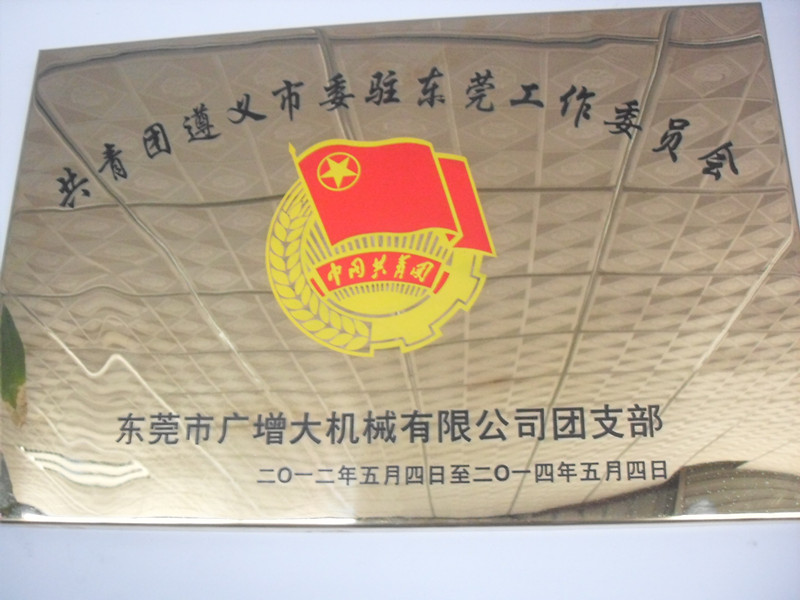 共青团遵义市委驻东莞工作委员会
中国共青团
东莞市广增大机械有限公司团支部
二〇一二年五月四日至二〇一四年五月四日